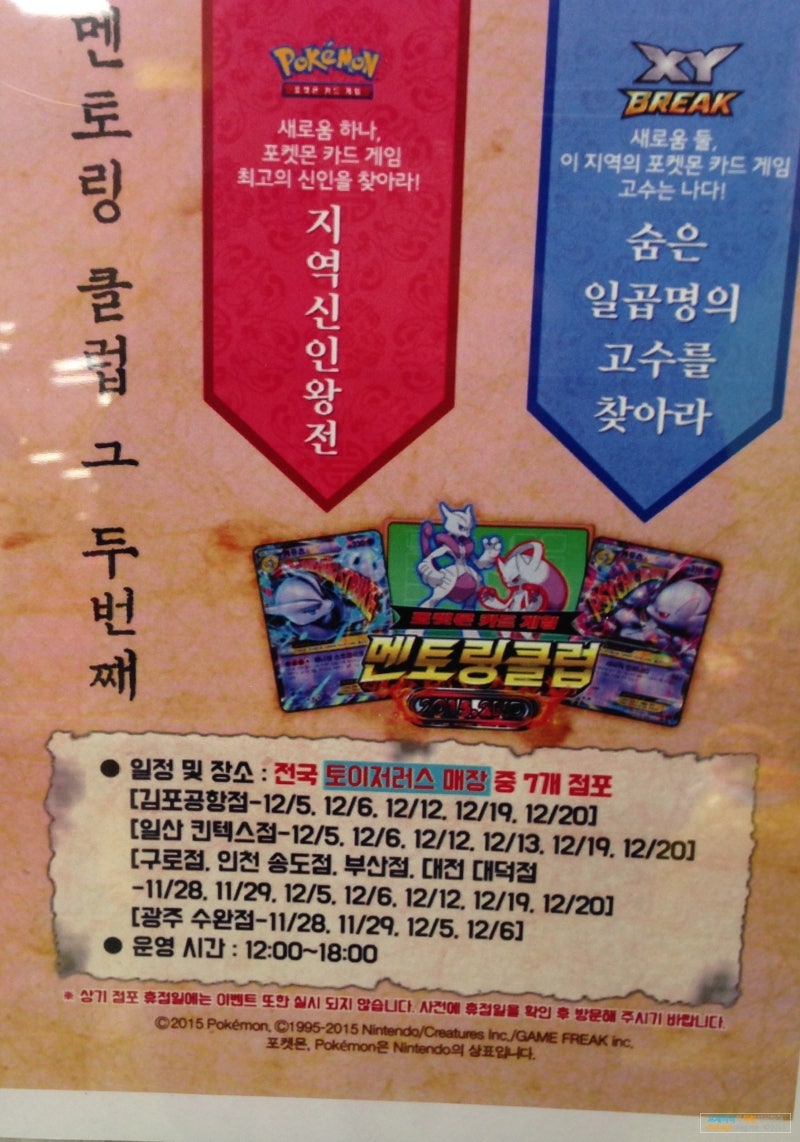 멘토링 클럽 그 두번째
Pokémon
포켓몬 카드 게임
새로움 하나,
포켓몬 카드 게임
최고의 신인을 찾아라!
지역신인왕전
XY
BREAK
새로움 둘,
이 지역의 포켓몬 카드 게임
고수는 나다!
숨은
일곱명의
고수를
찾아라
포켓몬 카드 게임
멘토링클럽
2015.2ND
● 일정 및 장소 : 전국 토이저러스 매장 중 7개 점포
[김포공항점-12/5, 12/6, 12/12, 12/19, 12/20]
[일산 킨텍스점-12/5, 12/6, 12/12, 12/13, 12/19, 12/20]
[구로점, 인천 송도점, 부산점, 대전 대덕점
-11/28, 11/29, 12/5, 12/6, 12/12, 12/19, 12/20]
[광주 수완점-11/28, 11/29, 12/5, 12/6]
● 운영 시간 : 12:00~18:00
※ 상기 점포 휴점일에는 이벤트 또한 실시 되지 않습니다. 사전에 휴점일을 확인 후 방문해 주시기 바랍니다.
©2015 Pokémon, ©1995-2015 Nintendo/Creatures Inc./GAME FREAK inc.
포켓몬, Pokémon은 Nintendo의 상표입니다.